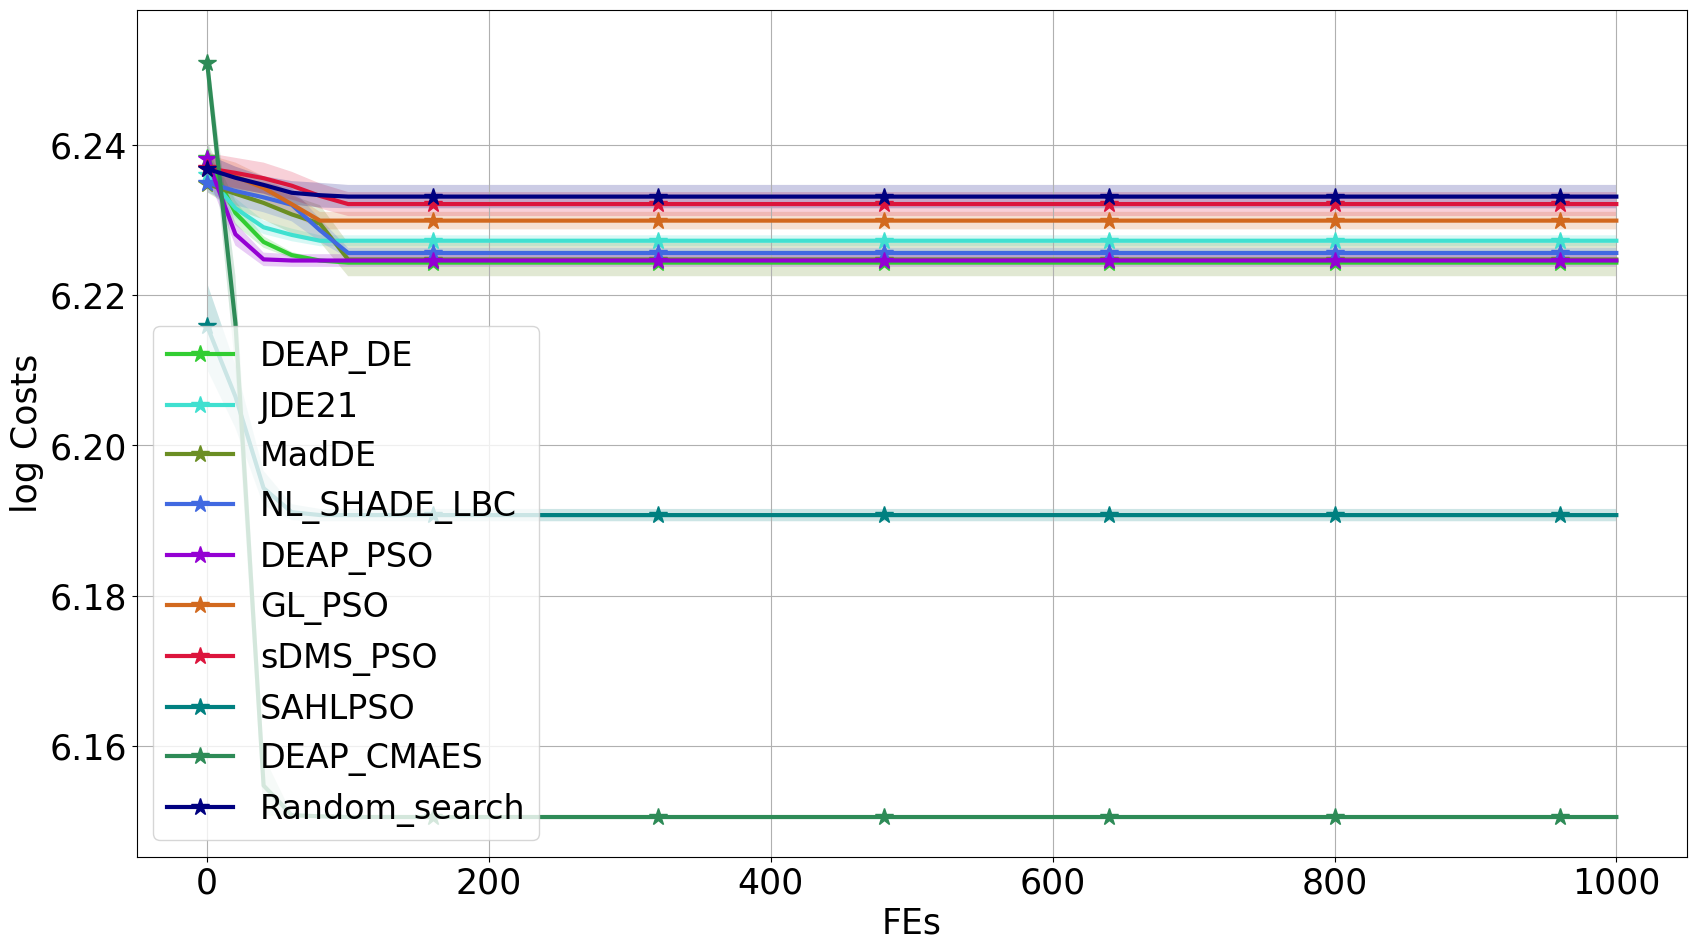 6.24
6.22
6.20
6.18
6.16
log Costs
DEAP_DE
JDE21
MadDE
NL_SHADE_LBC
DEAP_PSO
GL_PSO
sDMS_PSO
SAHLPSO
DEAP_CMAES
Random_search
0 200 400 600 800 1000
FEs